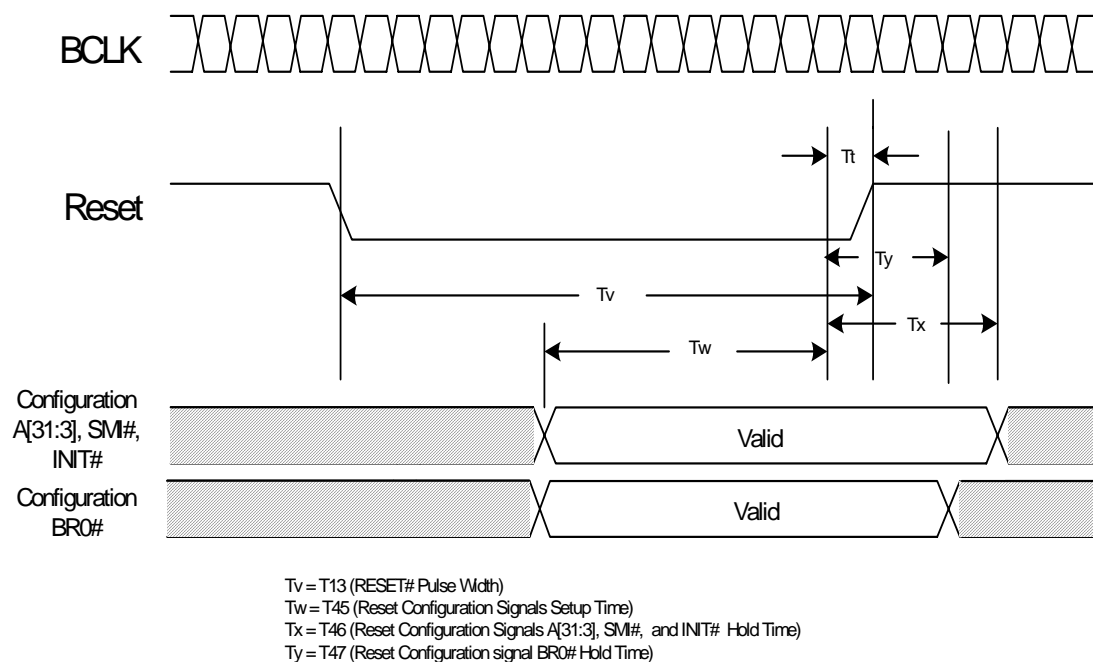 BCLK
Tt
Reset
Ty
Tv
Tx
Tw
Configuration
A[31:3], SMI#,
INIT#
Valid
Configuration
BR0#
Valid
Tv = T13 (RESET# Pulse Width)
Tw = T45 (Reset Configuration Signals Setup Time)
Tx = T46 (Reset Configuration Signals A[31:3], SMI#, and INIT# Hold Time)
Ty = T47 (Reset Configuration signal BR0# Hold Time)